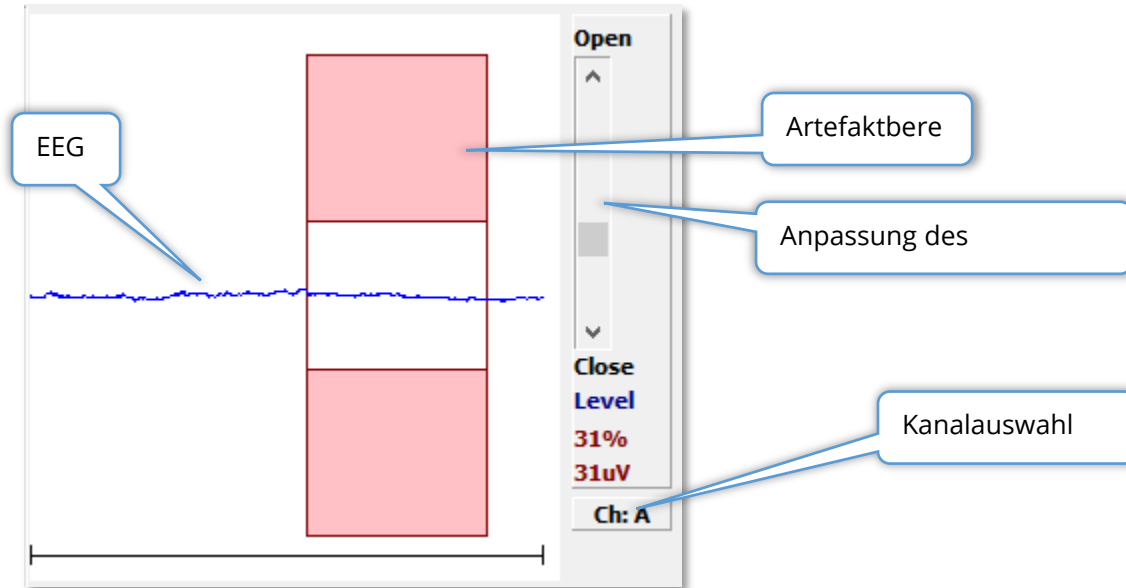 Open
Artefaktbere
EEG
Anpassung des
Close
Level
31%
31uV
Kanalauswahl
Ch: A